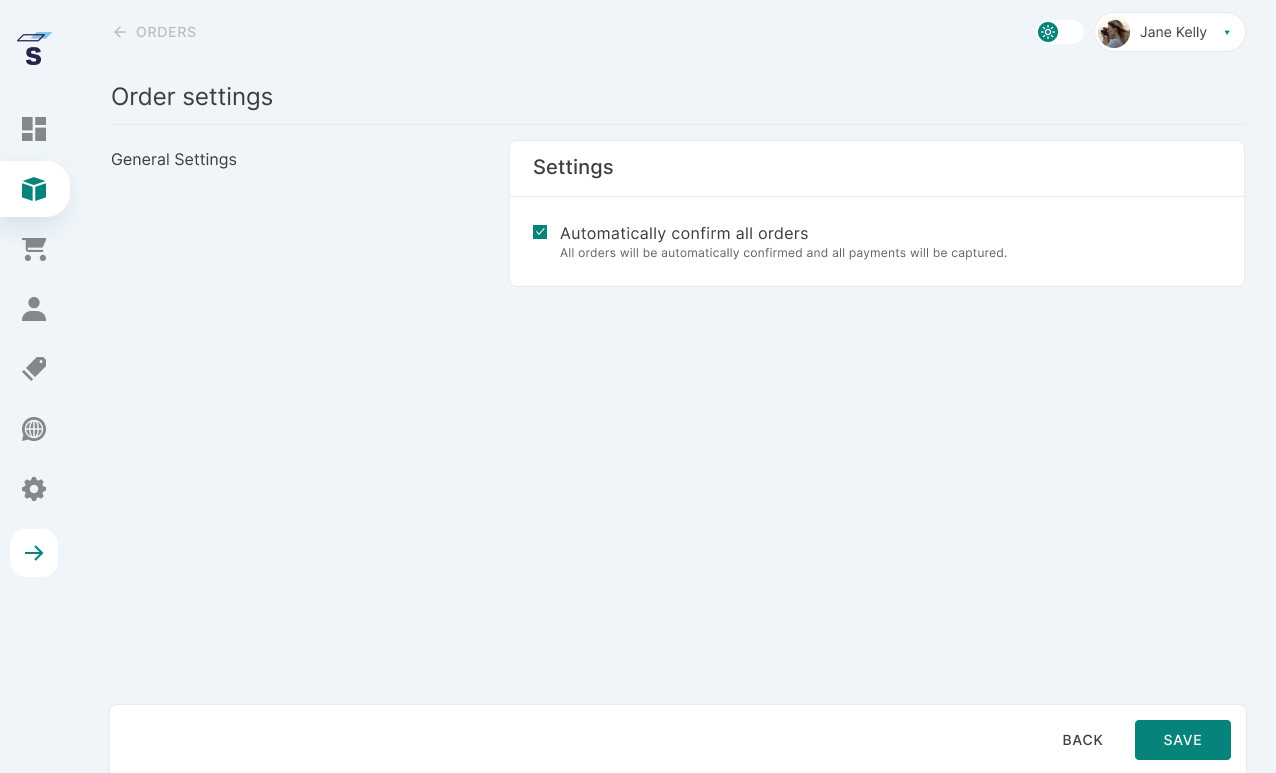 S
ORDERS
Jane Kelly
Order settings
General Settings
Settings
Automatically confirm all orders
All orders will be automatically confirmed and all payments will be captured.
BACK
SAVE